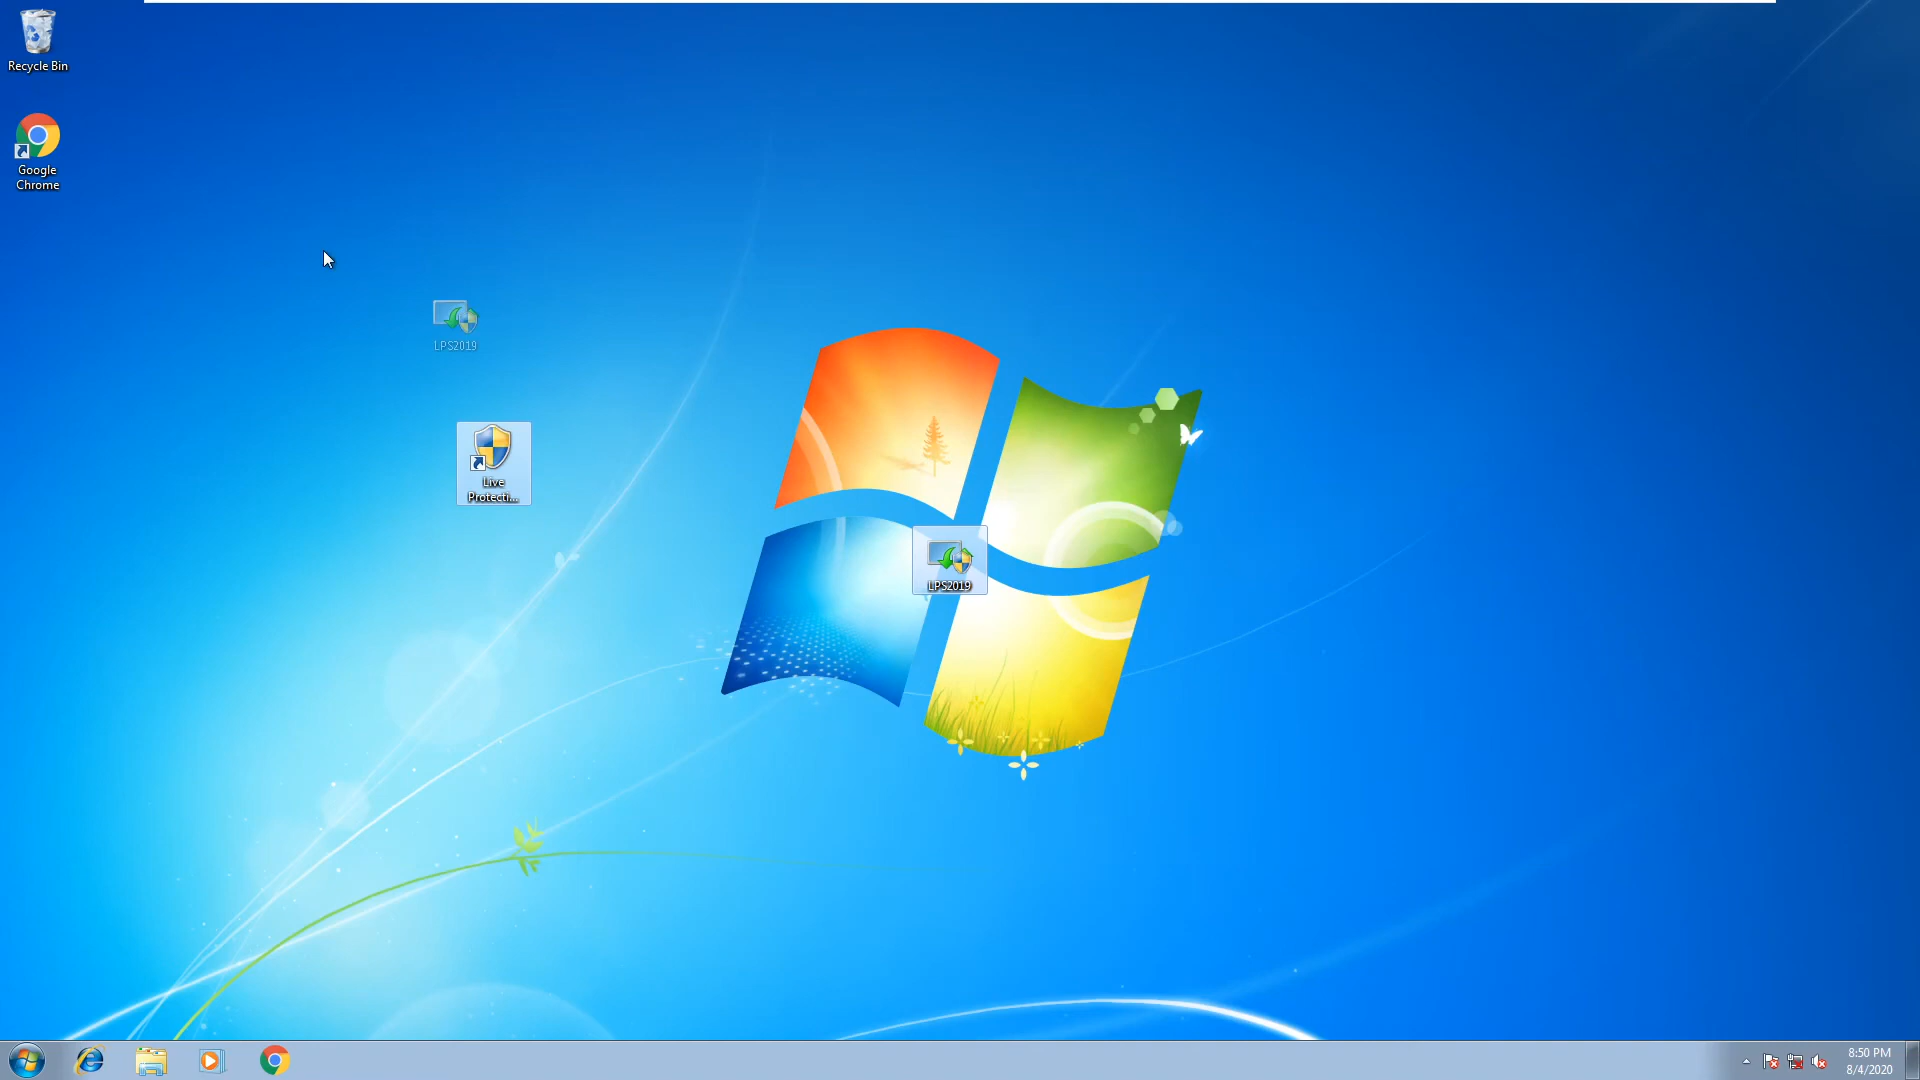 Recycle Bin
Google
Chrome
LPS2019
Live
Protecti...
LPS2019
8:50 PM
8/4/2020